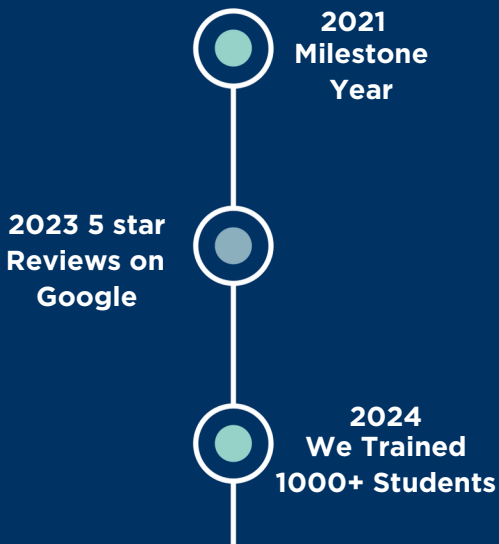 2021
Milestone
Year
2023 5 star
Reviews on
Google
2024
We Trained
1000+ Students